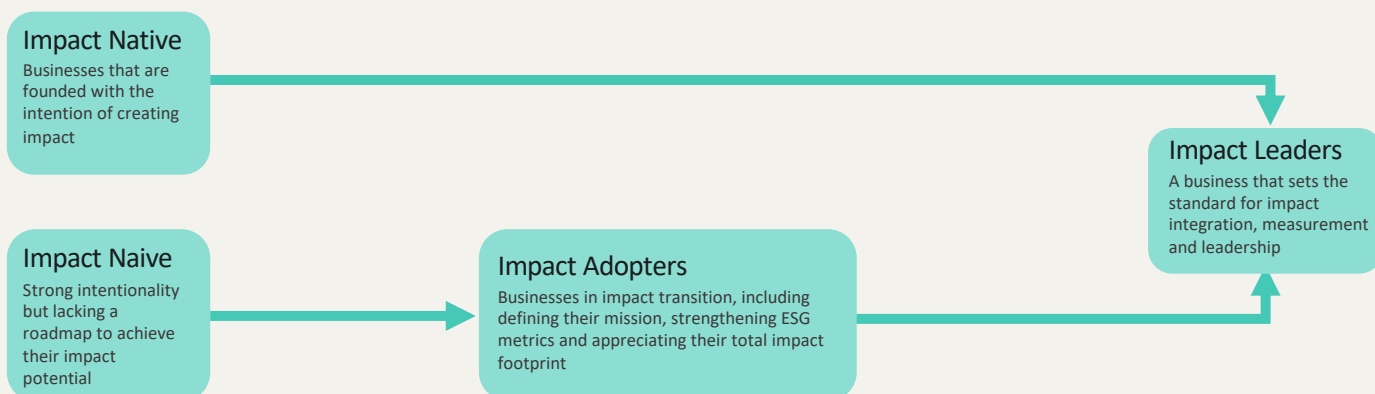 Impact Native
Businesses that are
founded with the
intention of creating
impact
Impact Leaders
A business that sets the
standard for impact
integration, measurement
and leadership
Impact Naive
Strong intentionality
but lacking a
roadmap to achieve
their impact
potential
Impact Adopters
Businesses in impact transition, including
defining their mission, strengthening ESG
metrics and appreciating their total impact
footprint